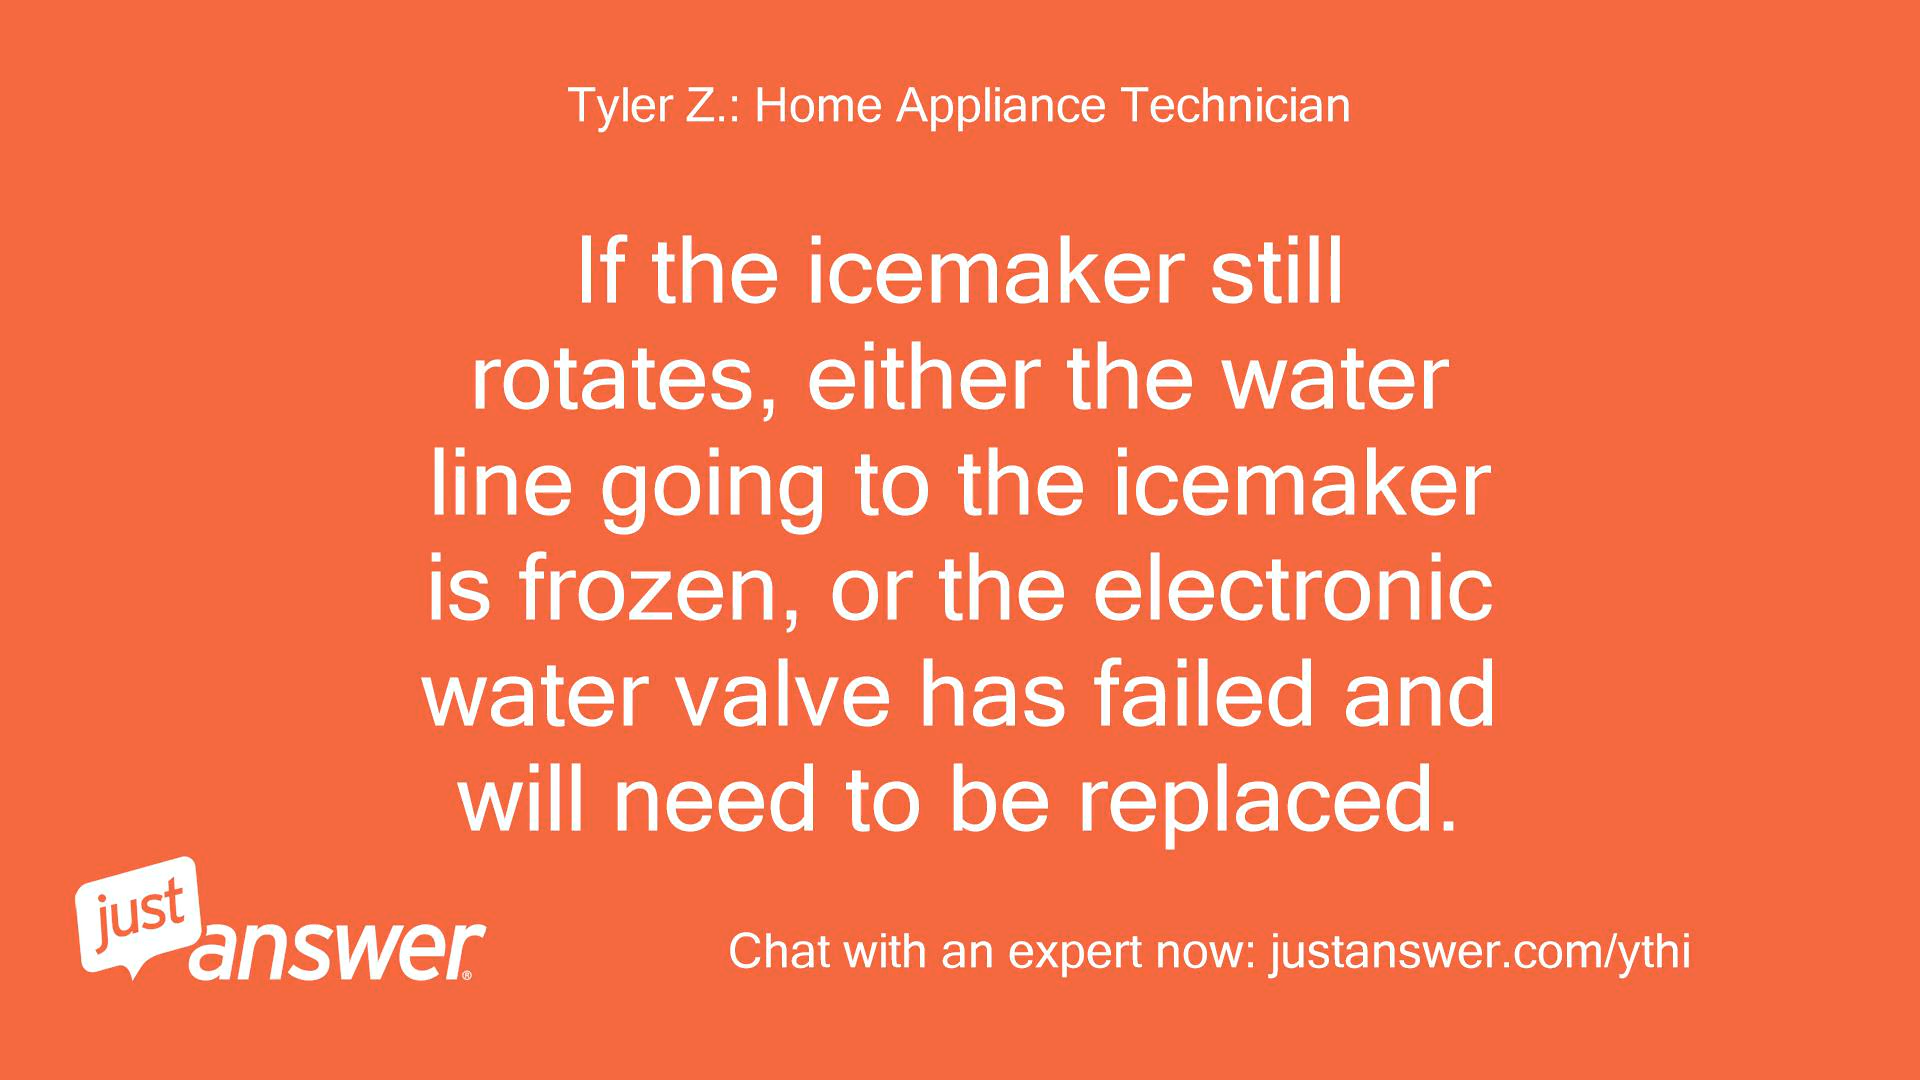 Tyler Z.: Home Appliance Technician
If the icemaker still
rotates, either the water
line going to the icemaker
is frozen, or the electronic
water valve has failed and
will need to be replaced.
just
answer®
Chat with an expert now: justanswer.com/ythi